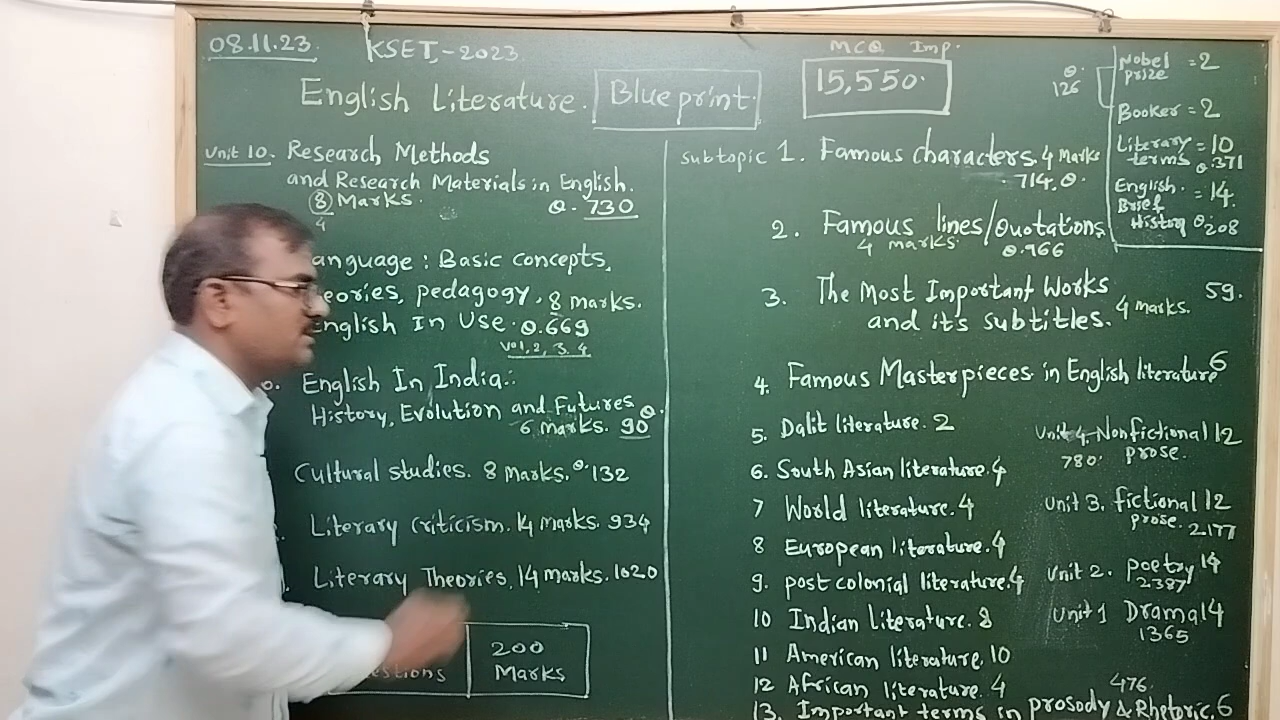 08.11.23.
KSET-2023
English Literature. Blueprint.
MCQ Imp.
15,550.
Unit 10. Research Methods
and Research Materials in English.
8 Marks. Q. 730
4
anguage: Basic concepts,
eories, pedagogy. 8 marks.
English In Use. Q.669
Vol, 2, 3. 4
English In India:
History, Evolution and Futures Q.
6 marks. 90
Cultural studies. 8 Marks. Q. 132
Literary criticism. 14 marks. 934
Literary Theories. 14 marks. 1020
estions
200
Marks
subtopic 1. Famous characters. 4 Marks
714. Q.
2. Famous lines/Quotations
4 marks. Q.966
3. The Most Important Works 59.
and its subtitles. 4 marks.
4. Famous Masterpieces in English literature 6
5. Dalit literature. 2
6. South Asian literature. 4
7 World literature. 4
8 European literature. 4
9. post colonial literature. 4
10 Indian Literature. 8
11 American literature. 10
12 African literature. 4
476.
13. Important terms in prosody & Rhetoric. 6
Q.
126
Nobel = 2
prize
Booker = 2
Literary = 10
terms Q.371
English = 14.
Brief
History Q.208
Unit 4. Nonfictional 12
780. prose.
Unit 3. fictional 12
prose. 2177
Unit 2. poetry 14
2387
Unit 1 Drama 14
1365